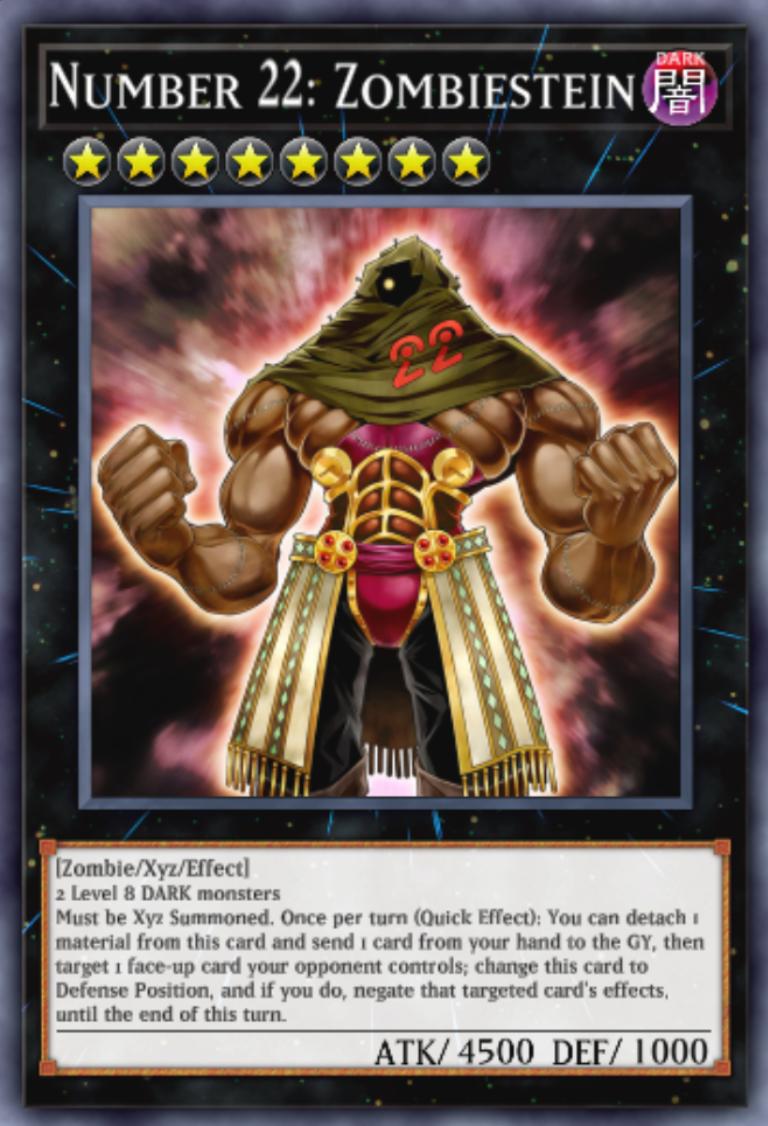 Number 22: Zombiestein
DARK
闇
22
[Zombie/Xyz/Effect]
2 Level 8 DARK monsters
Must be Xyz Summoned. Once per turn (Quick Effect): You can detach 1
material from this card and send 1 card from your hand to the GY, then
target 1 face-up card your opponent controls; change this card to
Defense Position, and if you do, negate that targeted card's effects,
until the end of this turn.
ATK/ 4500 DEF/ 1000